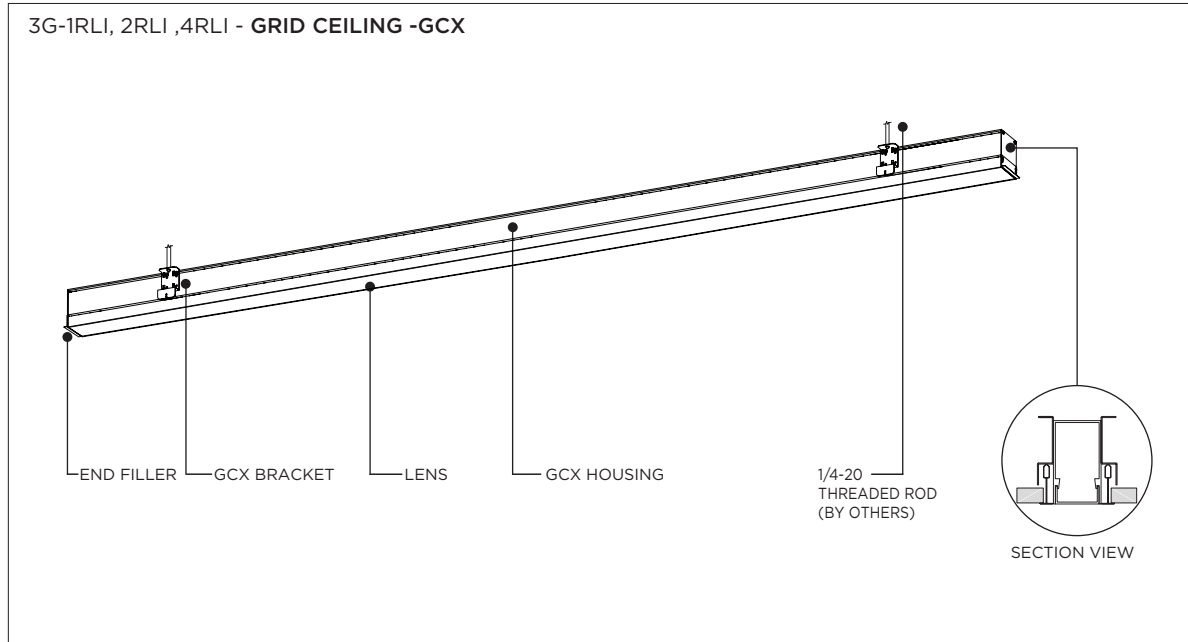 3G-1RLI, 2RLI ,4RLI - GRID CEILING -GCX
END FILLER
GCX BRACKET
LENS
GCX HOUSING
1/4-20
THREADED ROD
(BY OTHERS)
SECTION VIEW